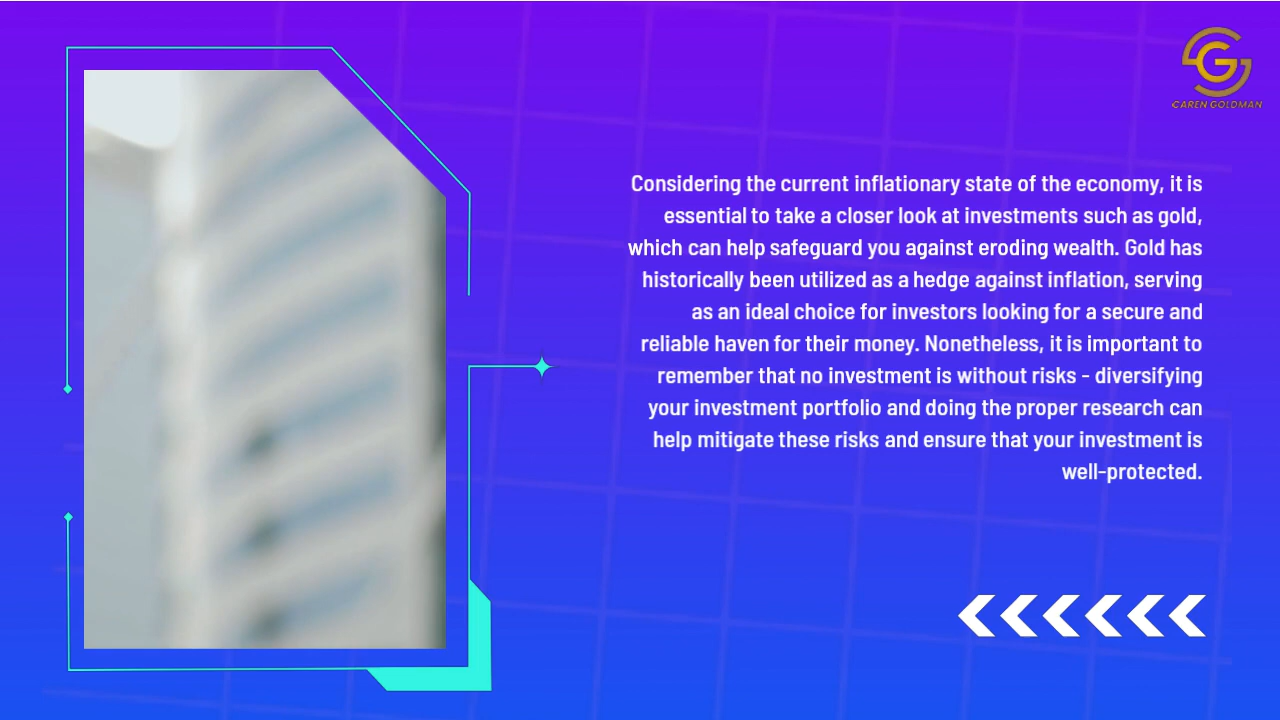 CAREN GOLDMAN
Considering the current inflationary state of the economy, it is
essential to take a closer look at investments such as gold,
which can help safeguard you against eroding wealth. Gold has
historically been utilized as a hedge against inflation, serving
as an ideal choice for investors looking for a secure and
reliable haven for their money. Nonetheless, it is important to
remember that no investment is without risks - diversifying
your investment portfolio and doing the proper research can
help mitigate these risks and ensure that your investment is
well-protected.